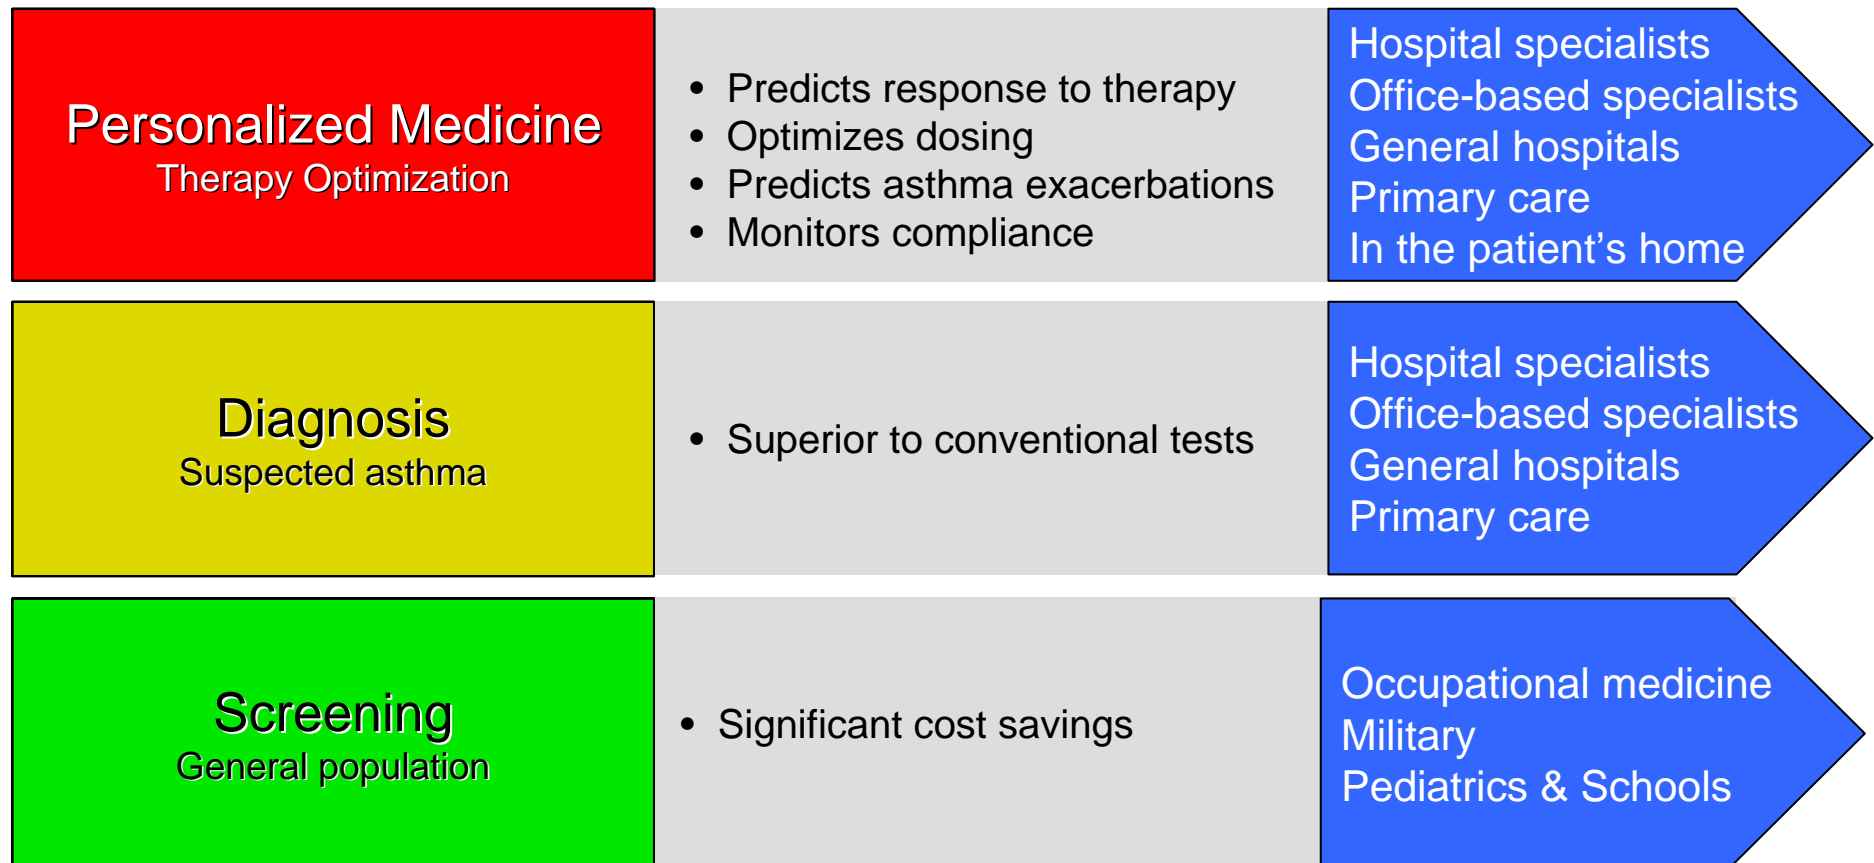 Personalized Medicine
Therapy Optimization
• Predicts response to therapy
• Optimizes dosing
• Predicts asthma exacerbations
• Monitors compliance
Hospital specialists
Office-based specialists
General hospitals
Primary care
In the patient’s home
Diagnosis
Suspected asthma
• Superior to conventional tests
Hospital specialists
Office-based specialists
General hospitals
Primary care
Screening
General population
• Significant cost savings
Occupational medicine
Military
Pediatrics & Schools